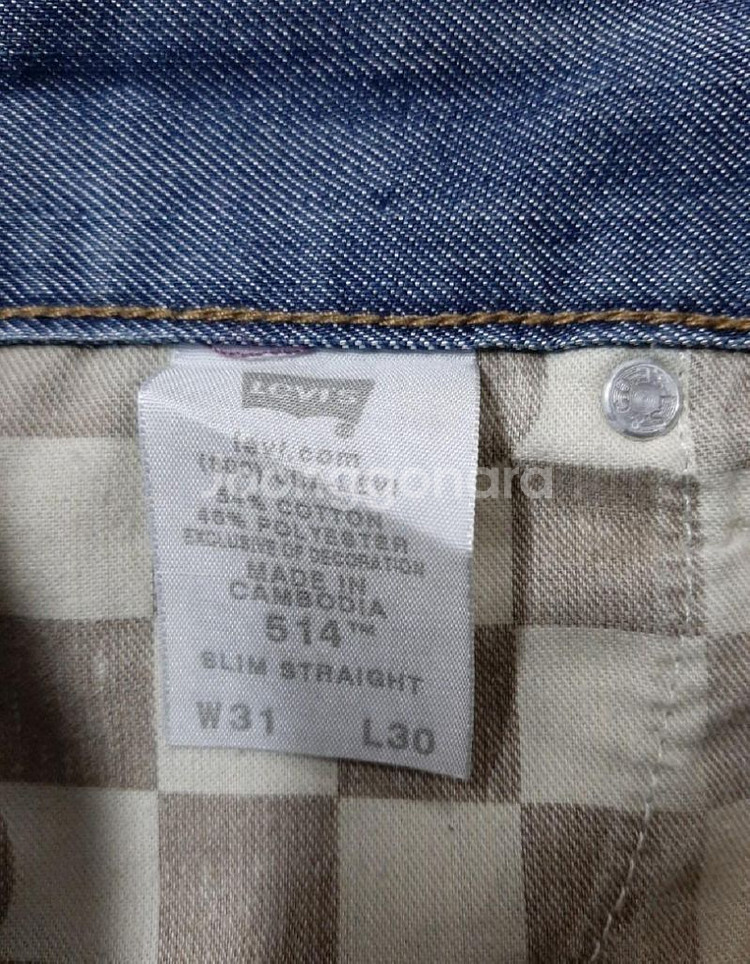 LEVI'S
levi.com
COTTON
POLYESTER
EXCLUSIVE OF DECORATION
MADE IN
CAMBODIA
514™
SLIM STRAIGHT
W31 L30